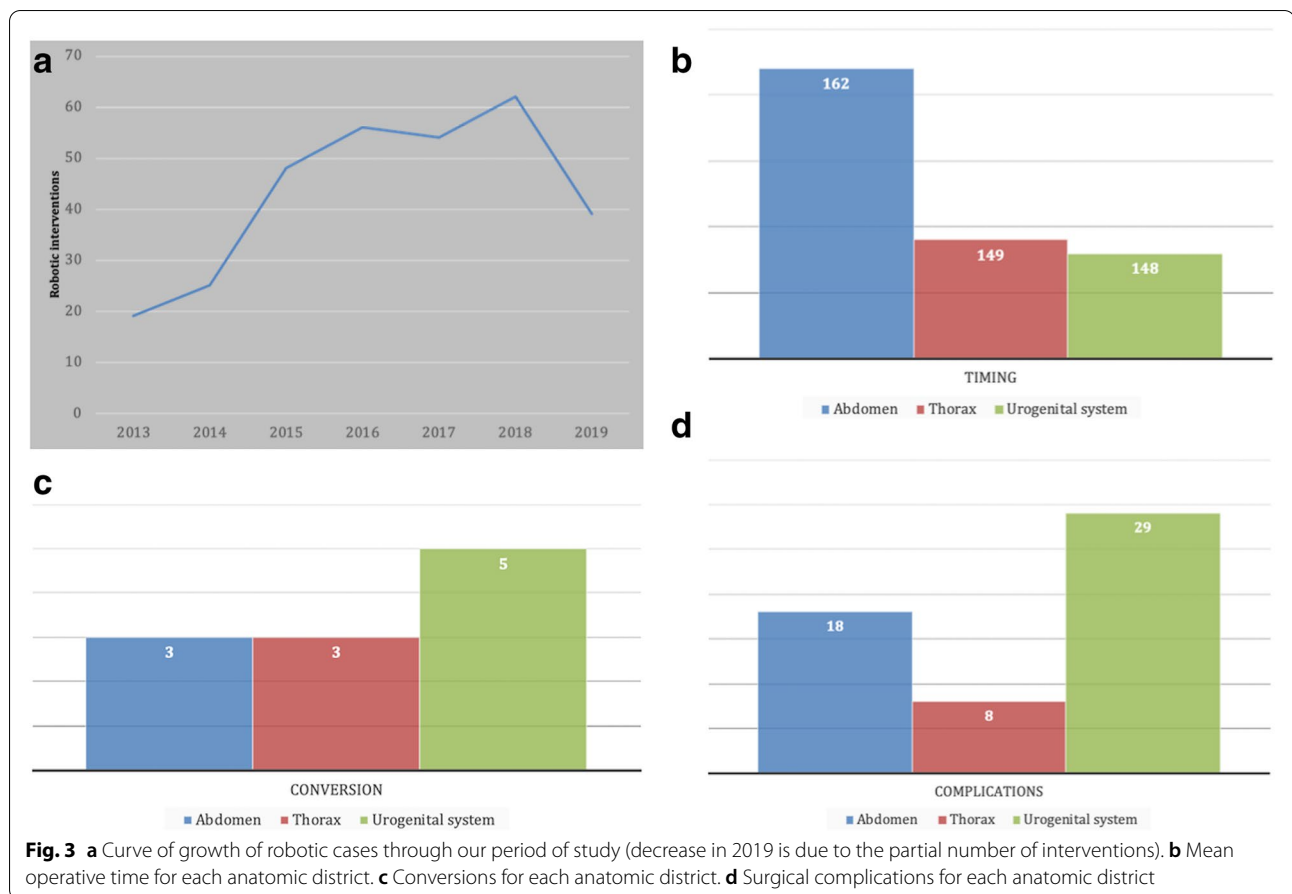 a
70
60
50
40
30
20
10
0
Robotic interventions
2013 2014 2015 2016 2017 2018 2019
b
162
149
148
TIMING
Abdomen Thorax Urogenital system
c
3
3
5
CONVERSION
Abdomen Thorax Urogenital system
d
18
8
29
COMPLICATIONS
Abdomen Thorax Urogenital system
Fig. 3 a Curve of growth of robotic cases through our period of study (decrease in 2019 is due to the partial number of interventions). b Mean
operative time for each anatomic district. c Conversions for each anatomic district. d Surgical complications for each anatomic district